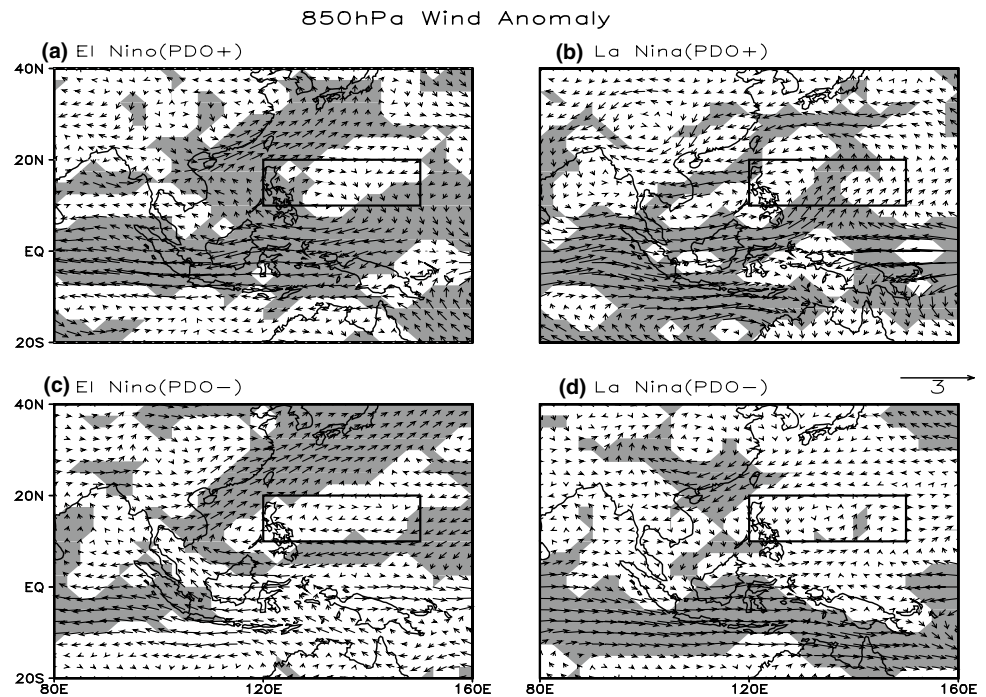 850hPa Wind Anomaly
(a) El Nino(PDO+)
(b) La Nina(PDO+)
40N
20N
EQ
20S
(c) El Nino(PDO−)
(d) La Nina(PDO−)
3
40N
20N
EQ
20S
80E 120E 160E
80E 120E 160E